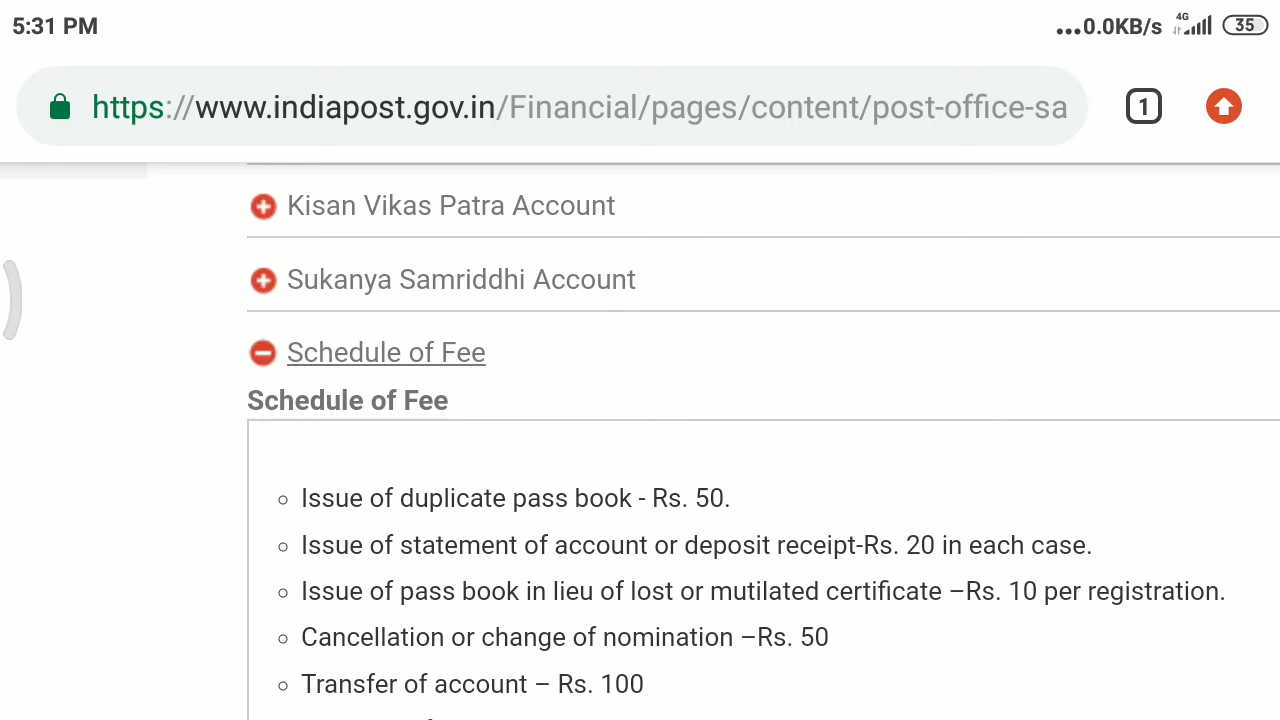 5:31 PM
...0.0KB/s 4G 35
https://www.indiapost.gov.in/Financial/pages/content/post-office-sa
1
Kisan Vikas Patra Account
Sukanya Samriddhi Account
Schedule of Fee
Schedule of Fee
Issue of duplicate pass book - Rs. 50.
Issue of statement of account or deposit receipt-Rs. 20 in each case.
Issue of pass book in lieu of lost or mutilated certificate –Rs. 10 per registration.
Cancellation or change of nomination –Rs. 50
Transfer of account – Rs. 100